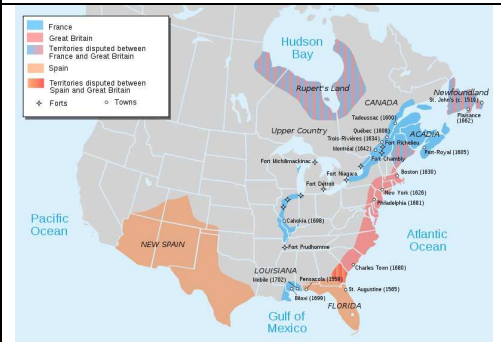 France
Great Britain
Territories disputed between
France and Great Britain
Spain
Territories disputed between
Spain and Great Britain
Forts
Towns
Hudson
Bay
Rupert's Land
CANADA
Newfoundland
St. John's (c. 1510)
Plaisance
(1662)
Tadoussac (1600)
Québec (1608)
Trois-Rivières (1634)
Fort Richelieu
Montréal (1642)
ACADIA
Port-Royal (1605)
Fort Chambly
Upper Country
Fort Michilimackinac
Fort Niagara
Fort Détroit
Boston (1630)
New York (1626)
Philadelphia (1681)
Cahokia (1698)
Pacific
Ocean
Atlantic
Ocean
NEW SPAIN
Fort Prudhomme
LOUISIANA
Mobile (1702)
Pensacola (1559)
Biloxi (1699)
Charles Town (1680)
St. Augustine (1565)
FLORIDA
Gulf of
Mexico